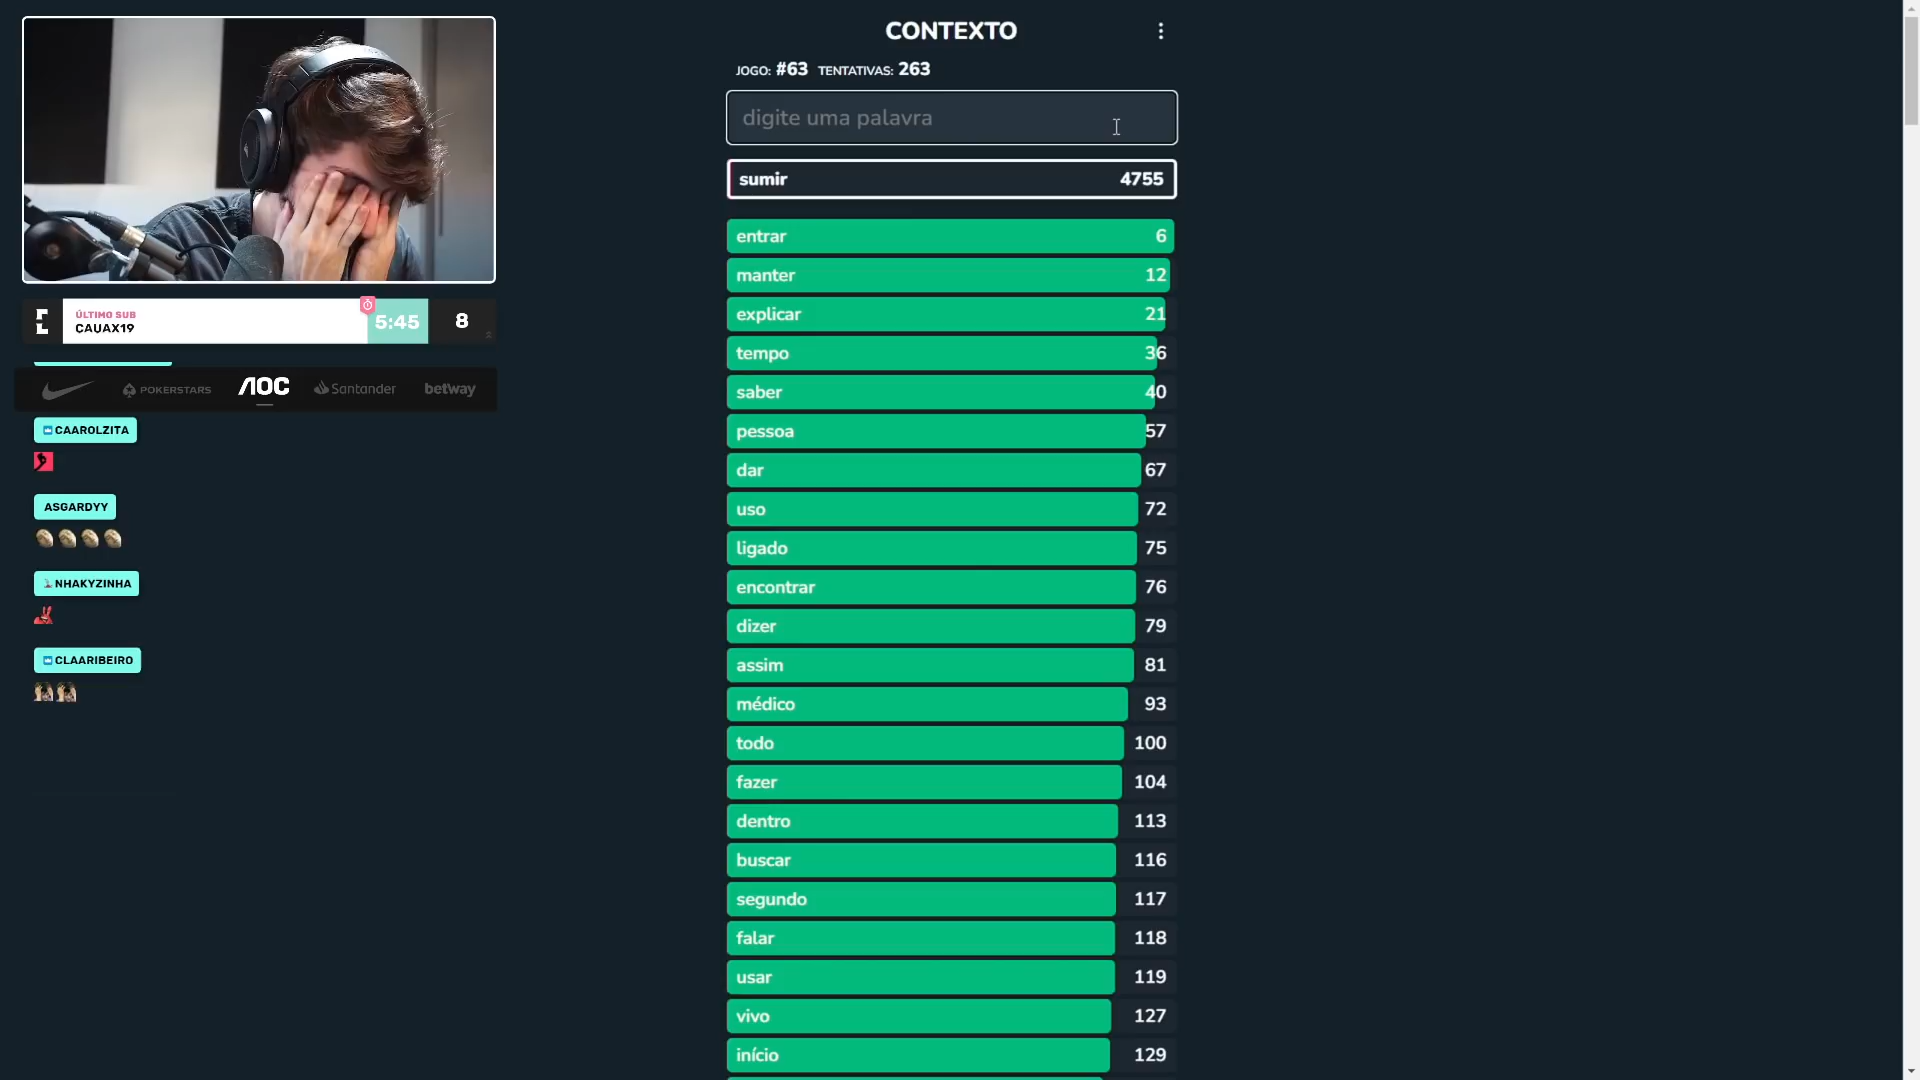 CONTEXTO
JOGO: #63 TENTATIVAS: 263
digite uma palavra
sumir 4755
entrar 6
manter 12
explicar 21
tempo 36
saber 40
pessoa 57
dar 67
uso 72
ligado 75
encontrar 76
dizer 79
assim 81
médico 93
todo 100
fazer 104
dentro 113
buscar 116
segundo 117
falar 118
usar 119
vivo 127
início 129
ÚLTIMO SUB
CAUAX19
5:45
8
POKERSTARS AOC Santander betway
CAAROLZITA
ASGARDYY
NHAKYZINHA
CLAARIBEIRO